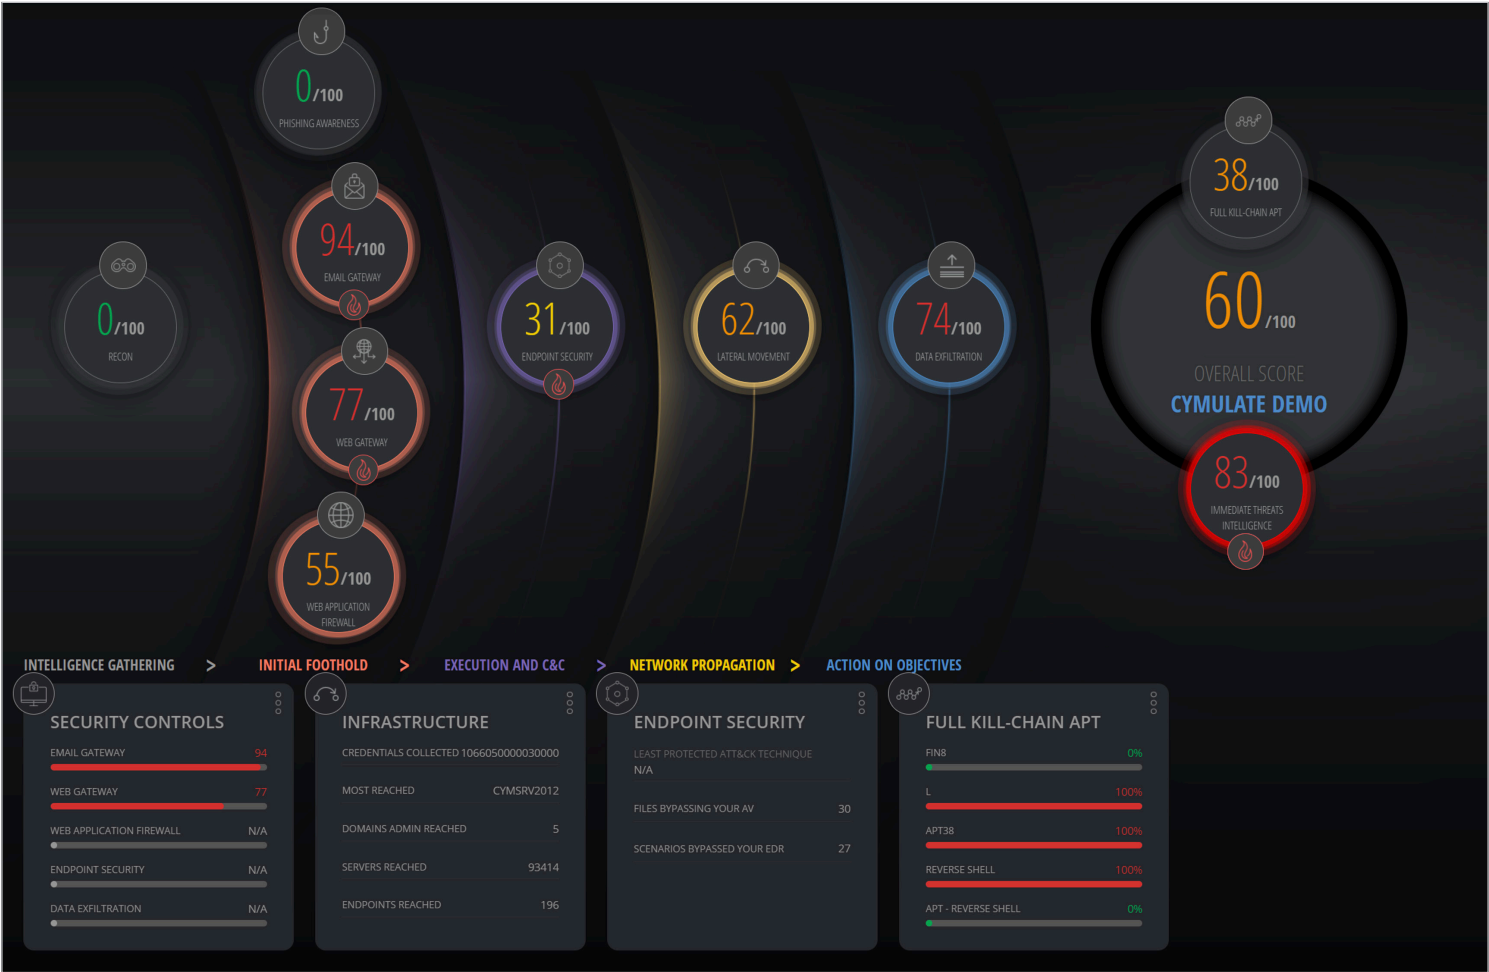 0/100
PHISHING AWARENESS
94/100
EMAIL GATEWAY
0/100
RECON
77/100
WEB GATEWAY
55/100
WEB APPLICATION
FIREWALL
31/100
ENDPOINT SECURITY
62/100
LATERAL MOVEMENT
74/100
DATA EXFILTRATION
38/100
FULL KILL-CHAIN APT
60/100
OVERALL SCORE
CYMULATE DEMO
83/100
IMMEDIATE THREATS
INTELLIGENCE
INTELLIGENCE GATHERING > INITIAL FOOTHOLD > EXECUTION AND C&C > NETWORK PROPAGATION > ACTION ON OBJECTIVES
SECURITY CONTROLS
EMAIL GATEWAY 94
WEB GATEWAY 77
WEB APPLICATION FIREWALL N/A
ENDPOINT SECURITY N/A
DATA EXFILTRATION N/A
INFRASTRUCTURE
CREDENTIALS COLLECTED 1066050000030000
MOST REACHED CYMSRV2012
DOMAINS ADMIN REACHED 5
SERVERS REACHED 93414
ENDPOINTS REACHED 196
ENDPOINT SECURITY
LEAST PROTECTED ATT&CK TECHNIQUE
N/A
FILES BYPASSING YOUR AV 30
SCENARIOS BYPASSED YOUR EDR 27
FULL KILL-CHAIN APT
FIN8 0%
L 100%
APT38 100%
REVERSE SHELL 100%
APT - REVERSE SHELL 0%